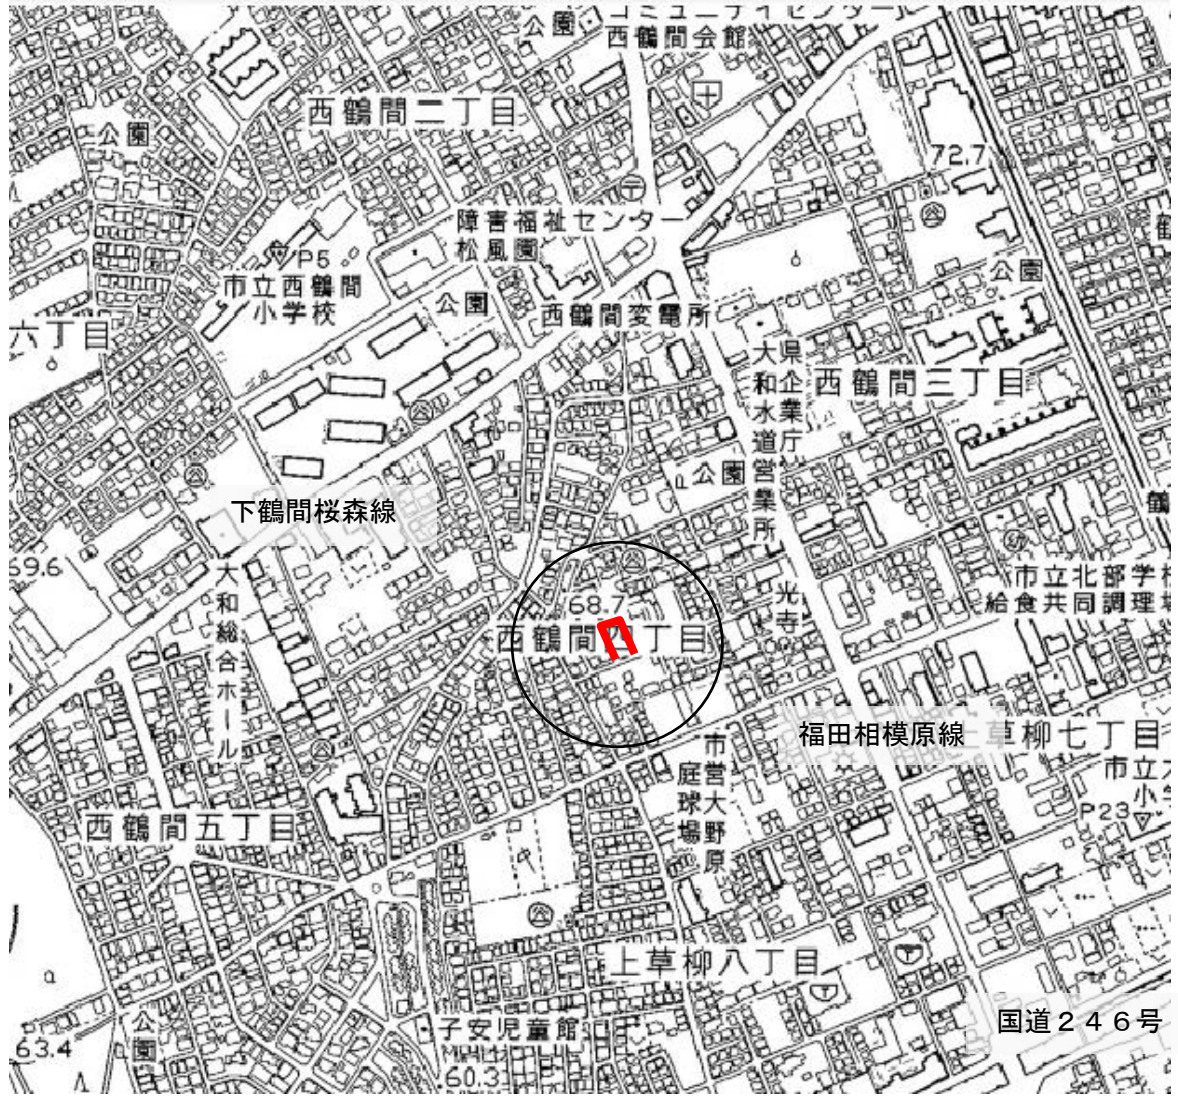 公園
コミュニティセンター
西鶴間会館
西鶴間二丁目
公園
72.7
障害福祉センター
松風園
P5
市立西鶴間
小学校
公園
公園
西鶴間変電所
六丁目
県企業庁
大和水道営業所
西鶴間三丁目
公園
鶴
下鶴間桜森線
69.6
大和総合ホール
市立北部学校
給食共同調理場
光寺
68.7
西鶴間四丁目
福田相模原線
上草柳七丁目
市営大野原
庭球場
市立大
小学
P23
西鶴間五丁目
上草柳八丁目
国道246号
公園
子安児童館
63.4
60.3